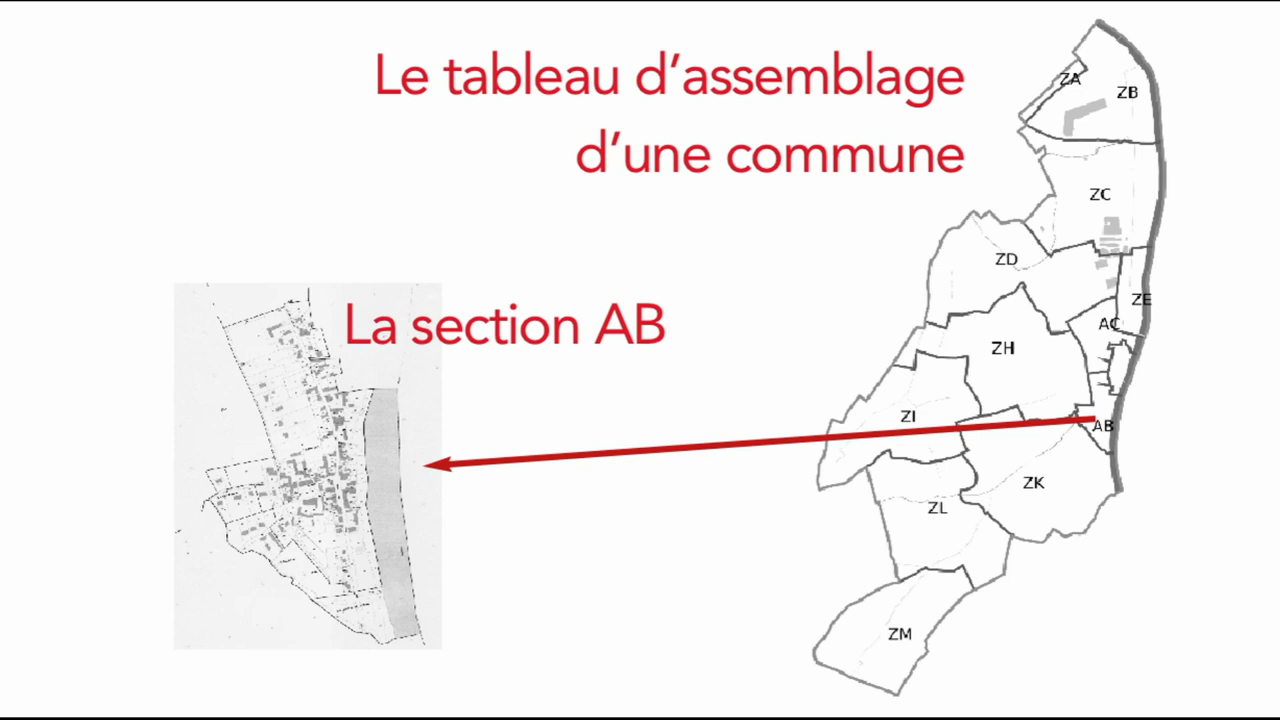 Le tableau d’assemblage
d’une commune
ZA
ZB
ZC
ZD
ZE
La section AB
AC
ZH
ZI
AB
ZK
ZL
ZM